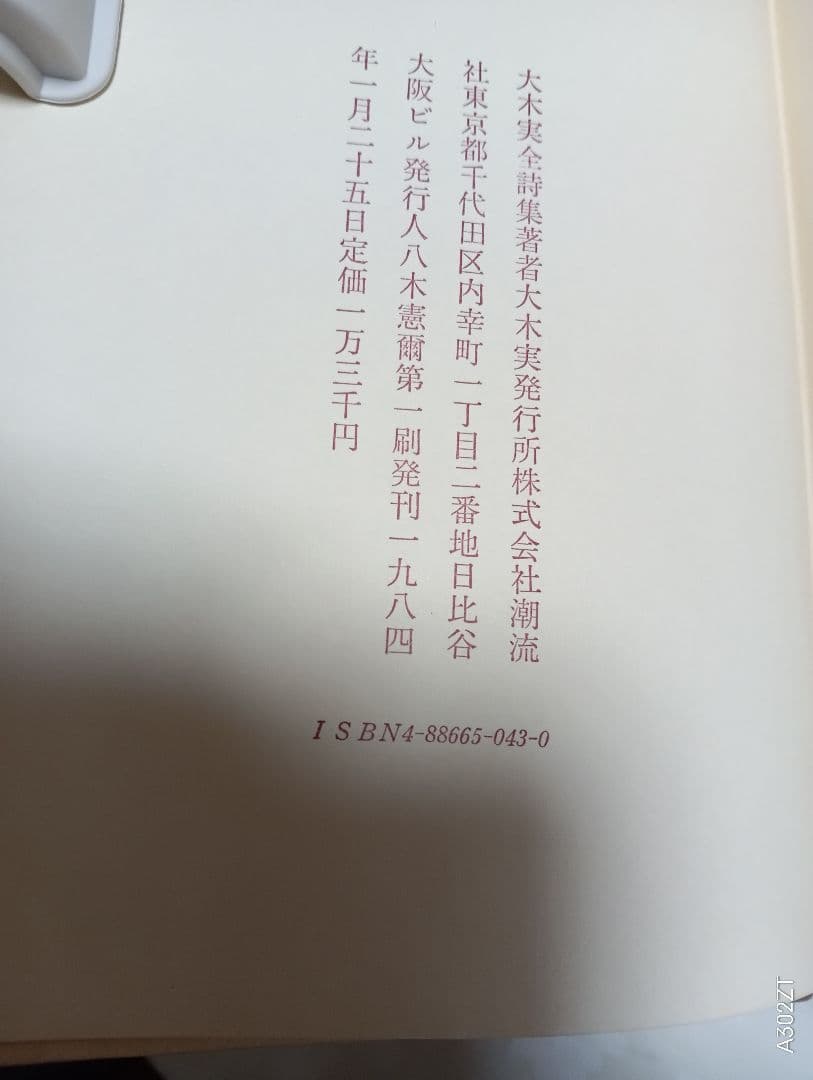 大木実全詩集著者大木実発行所株式会社潮流
社東京都千代田区内幸町一丁目二番地日比谷
大阪ビル発行人八木憲爾第一刷発刊一九八四
年一月二十五日定価一万三千円
ISBN4-88665-043-0
A302ZT